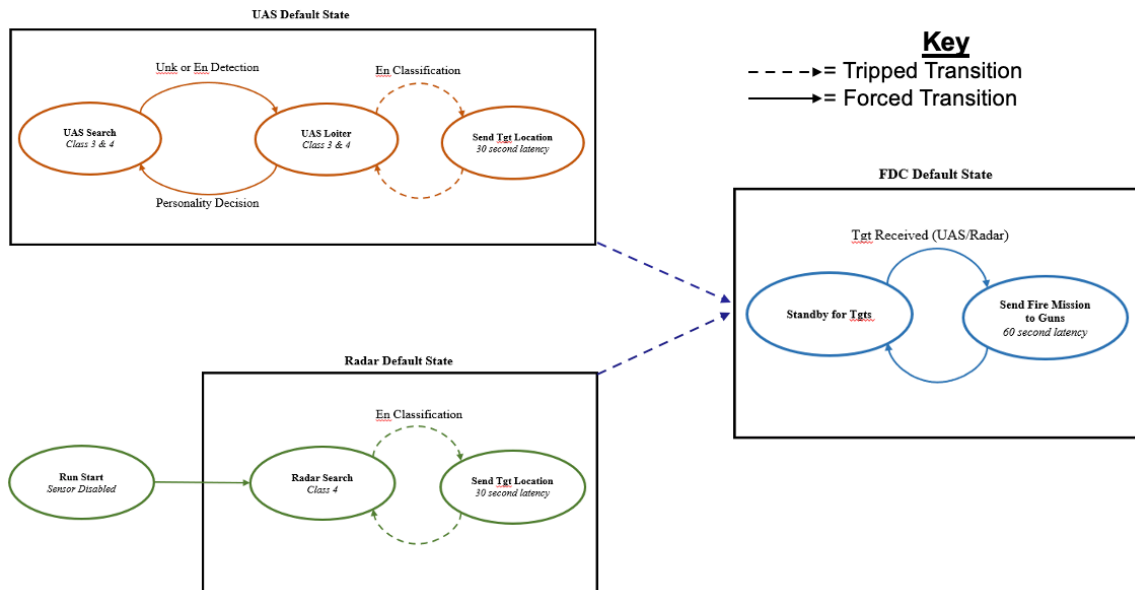 UAS Default State
Unk or En Detection
En Classification
UAS Search
Class 3 & 4
UAS Loiter
Class 3 & 4
Send Tgt Location
30 second latency
Personality Decision
Key
= Tripped Transition
= Forced Transition
FDC Default State
Tgt Received (UAS/Radar)
Standby for Tgts
Send Fire Mission
to Guns
60 second latency
Radar Default State
En Classification
Run Start
Sensor Disabled
Radar Search
Class 4
Send Tgt Location
30 second latency